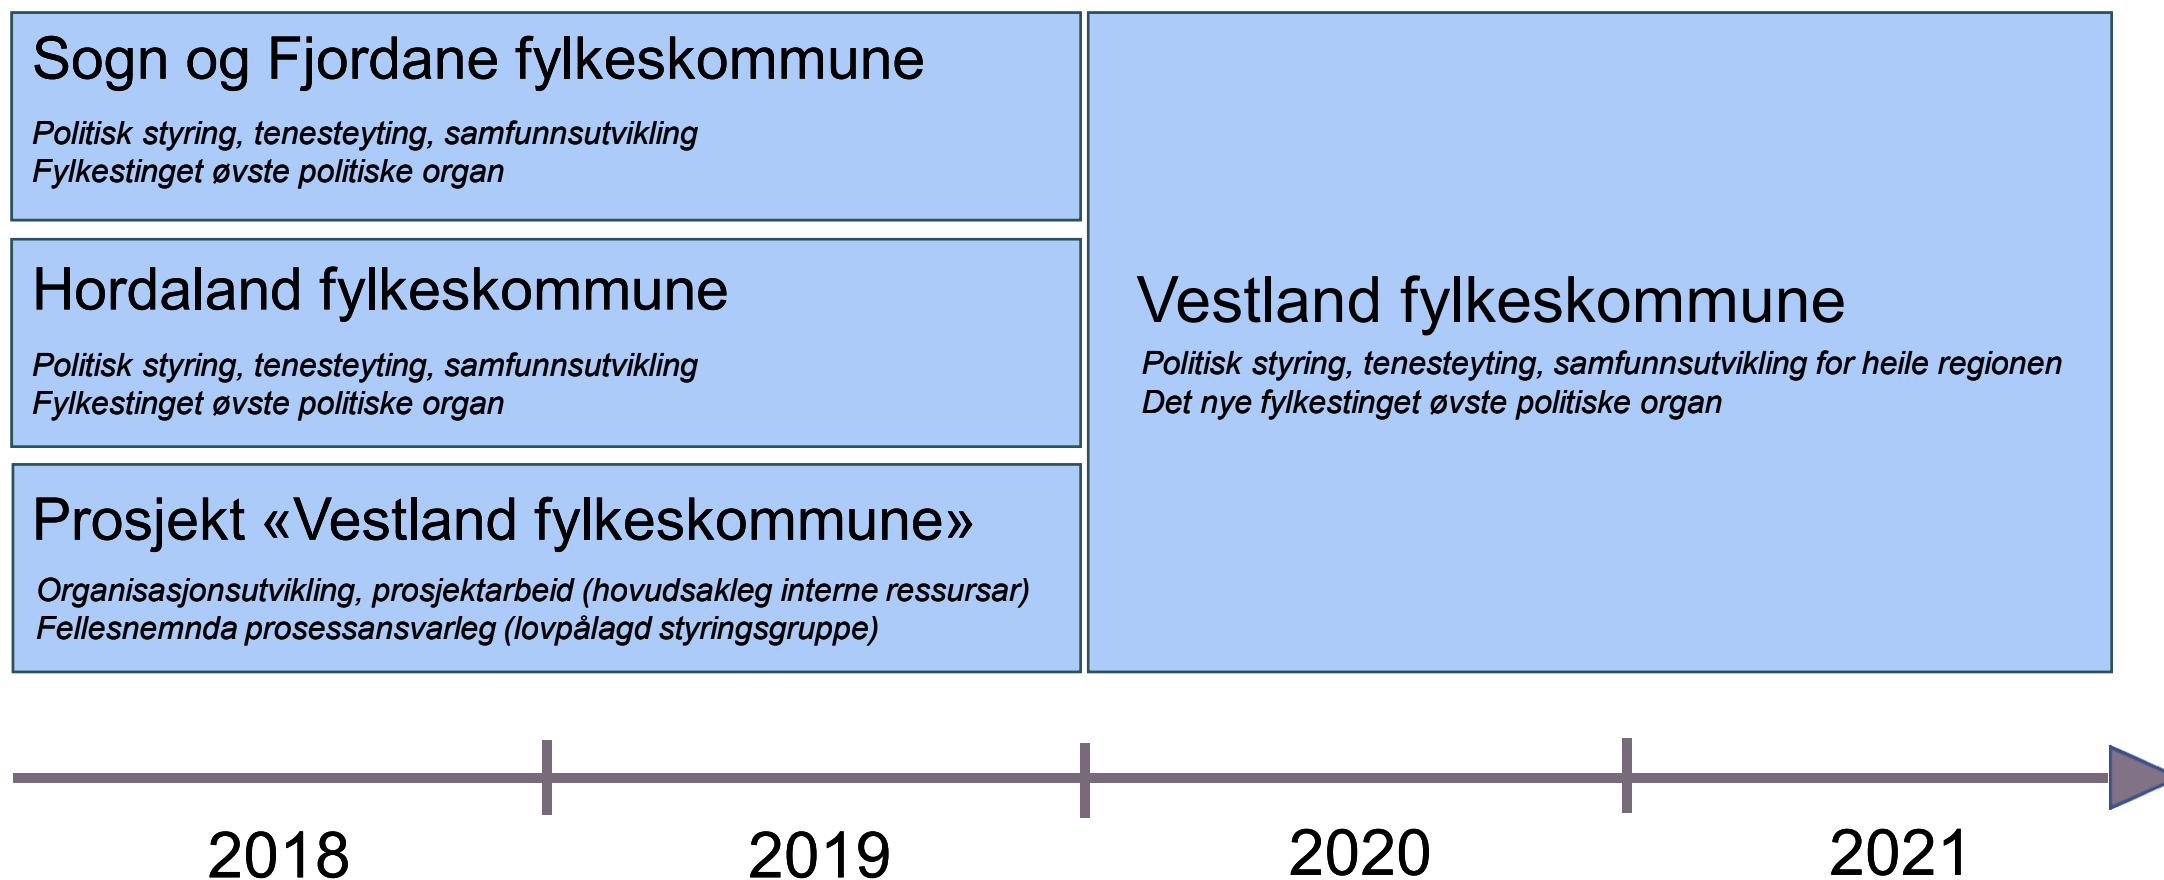 Sogn og Fjordane fylkeskommune
Politisk styring, tenesteyting, samfunnsutvikling
Fylkestinget øvste politiske organ
Hordaland fylkeskommune
Politisk styring, tenesteyting, samfunnsutvikling
Fylkestinget øvste politiske organ
Prosjekt «Vestland fylkeskommune»
Organisasjonsutvikling, prosjektarbeid (hovudsakleg interne ressursar)
Fellesnemnda prosessansvarleg (lovpålagd styringsgruppe)
Vestland fylkeskommune
Politisk styring, tenesteyting, samfunnsutvikling for heile regionen
Det nye fylkestinget øvste politiske organ
2018
2019
2020
2021